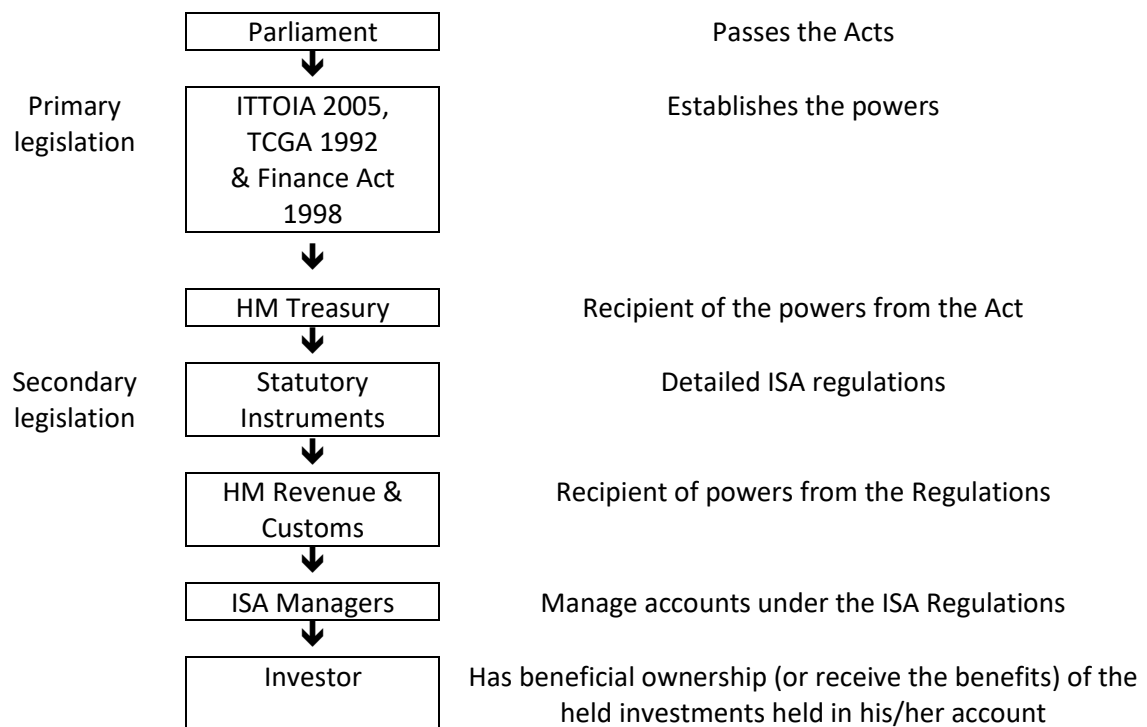 Parliament
Passes the Acts
Primary
legislation
ITTOIA 2005,
TCGA 1992
& Finance Act
1998
Establishes the powers
HM Treasury
Recipient of the powers from the Act
Secondary
legislation
Statutory
Instruments
Detailed ISA regulations
HM Revenue &
Customs
Recipient of powers from the Regulations
ISA Managers
Manage accounts under the ISA Regulations
Investor
Has beneficial ownership (or receive the benefits) of the
held investments held in his/her account